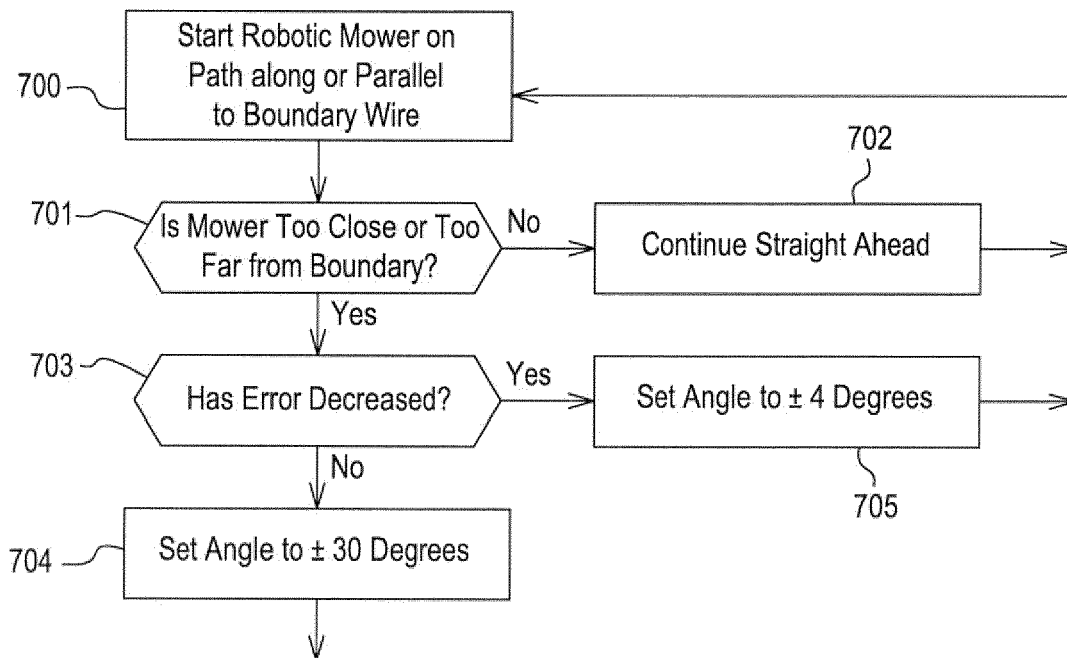 Start Robotic Mower on
Path along or Parallel
to Boundary Wire
700
702
701
Is Mower Too Close or Too
Far from Boundary?
No
Continue Straight Ahead
Yes
703
Has Error Decreased?
Yes
Set Angle to ± 4 Degrees
705
No
704
Set Angle to ± 30 Degrees